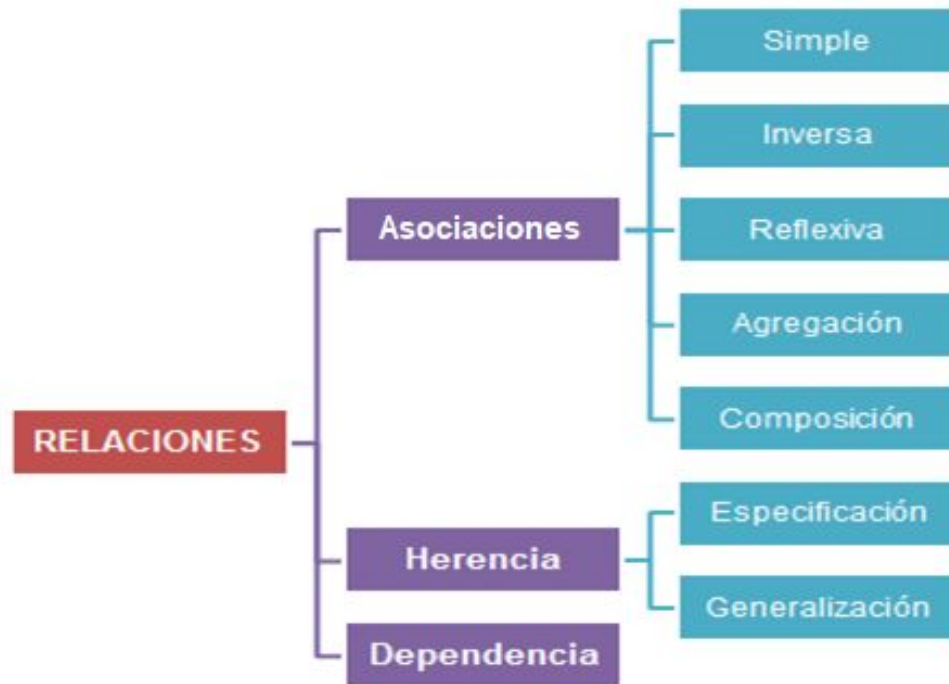 RELACIONES
Asociaciones
Simple
Inversa
Reflexiva
Agregación
Composición
Herencia
Especificación
Generalización
Dependencia